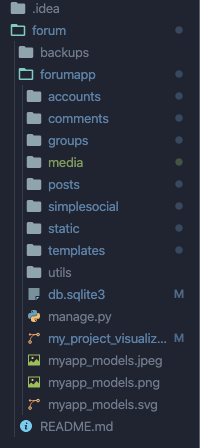 .idea
forum
backups
forumapp
accounts
comments
groups
media
posts
simplesocial
static
templates
utils
db.sqlite3 M
manage.py
my_project_visualiz... M
myapp_models.jpeg
myapp_models.png
myapp_models.svg
README.md